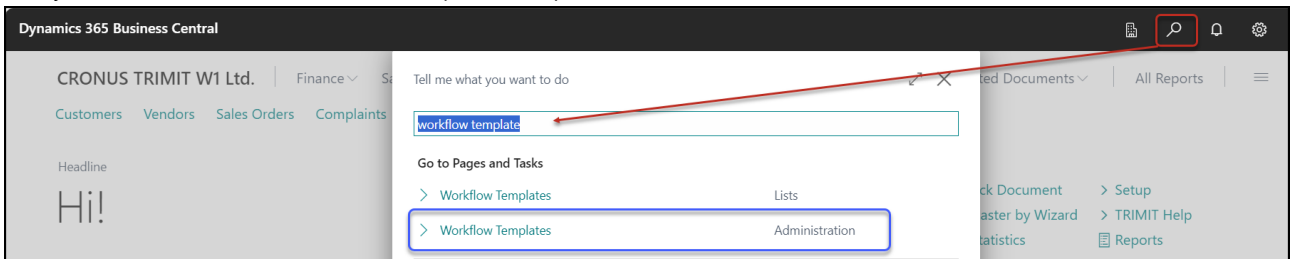 Dynamics 365 Business Central
CRONUS TRIMIT W1 Ltd. Finance Sa Tell me what you want to do ted Documents All Reports
Customers Vendors Sales Orders Complaints workflow template
Headline Go to Pages and Tasks
Hi! Workflow Templates Lists ck Document Setup
aster by Wizard TRIMIT Help
Workflow Templates Administration tatistics Reports